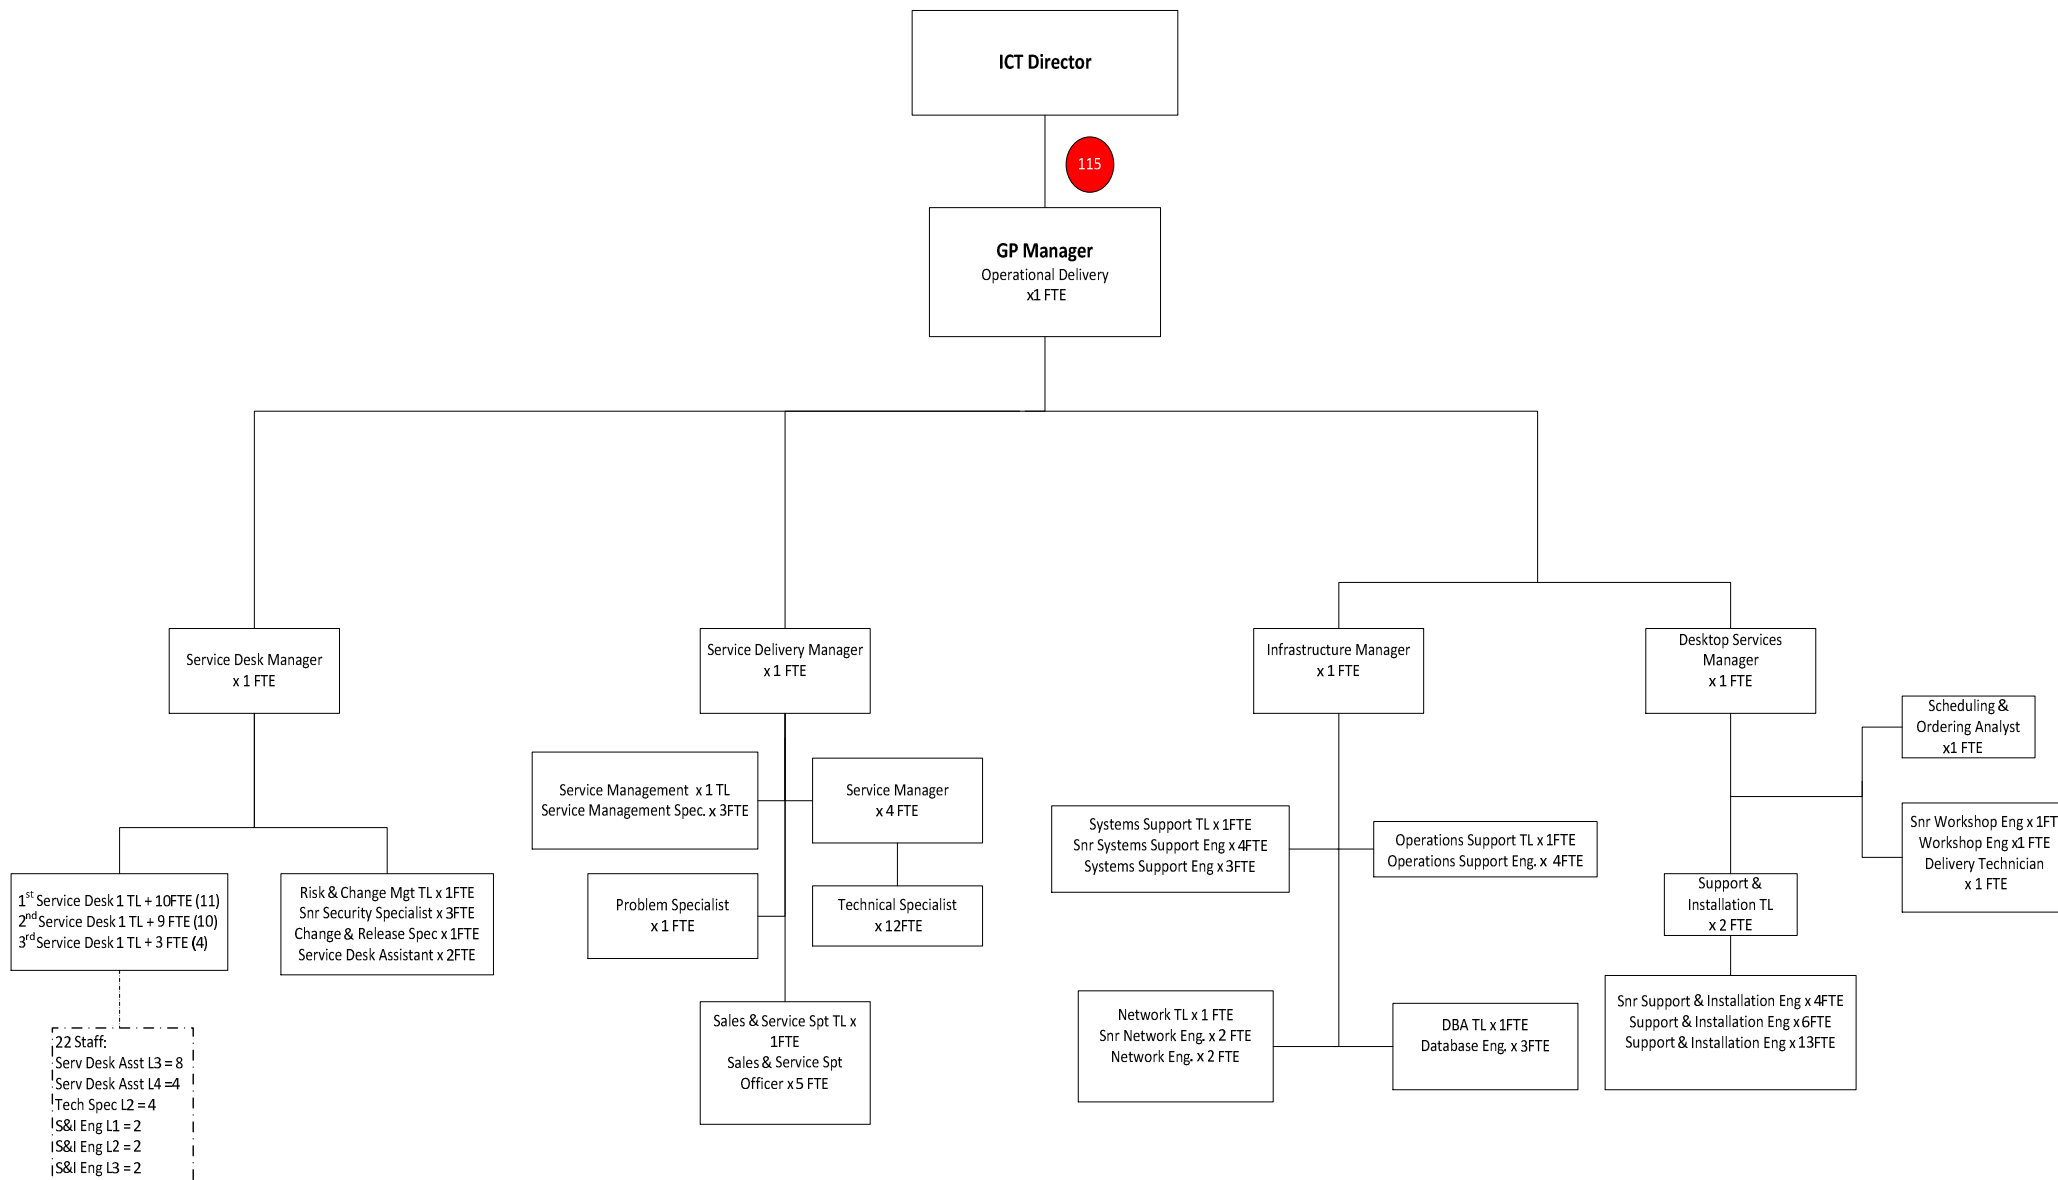 ICT Director
115
GP Manager
Operational Delivery
x1 FTE
Service Desk Manager
x 1 FTE
Service Delivery Manager
x 1 FTE
Infrastructure Manager
x 1 FTE
Desktop Services
Manager
x 1 FTE
Scheduling &
Ordering Analyst
x1 FTE
Service Management x 1 TL
Service Management Spec. x 3FTE
Service Manager
x 4 FTE
Systems Support TL x 1FTE
Snr Systems Support Eng x 4FTE
Systems Support Eng x 3FTE
Operations Support TL x 1FTE
Operations Support Eng. x 4FTE
Snr Workshop Eng x 1FT
Workshop Eng x1 FTE
Delivery Technician
x 1 FTE
1st Service Desk 1 TL + 10FTE (11)
2nd Service Desk 1 TL + 9 FTE (10)
3rd Service Desk 1 TL + 3 FTE (4)
Risk & Change Mgt TL x 1FTE
Snr Security Specialist x 3FTE
Change & Release Spec x 1FTE
Service Desk Assistant x 2FTE
Problem Specialist
x 1 FTE
Technical Specialist
x 12FTE
Support &
Installation TL
x 2 FTE
Sales & Service Spt TL x
1FTE
Sales & Service Spt
Officer x 5 FTE
Network TL x 1 FTE
Snr Network Eng. x 2 FTE
Network Eng. x 2 FTE
DBA TL x 1FTE
Database Eng. x 3FTE
Snr Support & Installation Eng x 4FTE
Support & Installation Eng x 6FTE
Support & Installation Eng x 13FTE
22 Staff:
Serv Desk Asst L3 = 8
Serv Desk Asst L4 =4
Tech Spec L2 = 4
S&I Eng L1 = 2
S&I Eng L2 = 2
S&I Eng L3 = 2